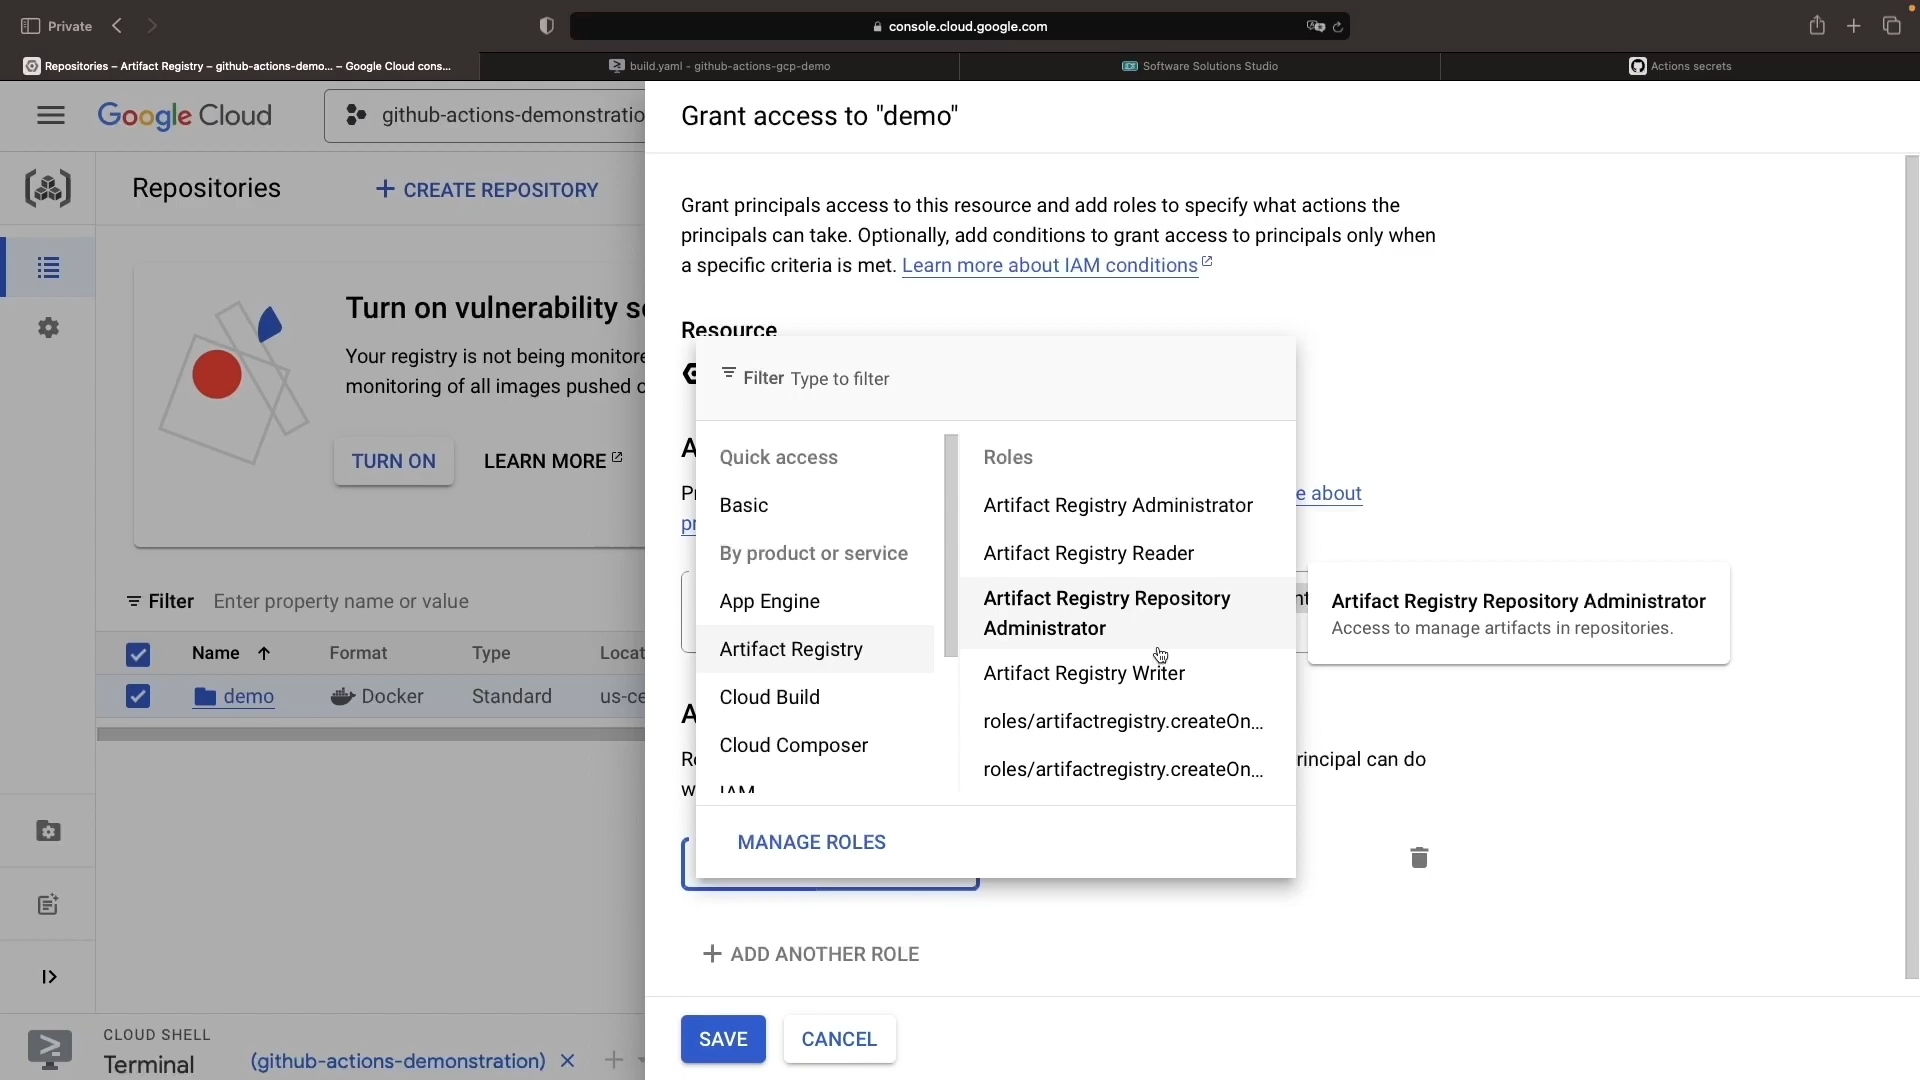 Private
console.cloud.google.com
Repositories – Artifact Registry – github-actions-demo... – Google Cloud cons...
build.yaml - github-actions-gcp-demo
Software Solutions Studio
Actions secrets
Google Cloud
github-actions-demonstratio
Repositories
CREATE REPOSITORY
Turn on vulnerability s
Your registry is not being monitore
monitoring of all images pushed
TURN ON
LEARN MORE
Filter Enter property name or value
Name
Format
Type
Locat
demo
Docker
Standard
us-ce
CLOUD SHELL
Terminal
(github-actions-demonstration)
Grant access to "demo"
Grant principals access to this resource and add roles to specify what actions the
principals can take. Optionally, add conditions to grant access to principals only when
a specific criteria is met. Learn more about IAM conditions
Resource
Filter Type to filter
Quick access
Basic
By product or service
App Engine
Artifact Registry
Cloud Build
Cloud Composer
IAM
Roles
Artifact Registry Administrator
Artifact Registry Reader
Artifact Registry Repository
Administrator
Artifact Registry Writer
roles/artifactregistry.createOn...
roles/artifactregistry.createOn...
MANAGE ROLES
e about
Artifact Registry Repository Administrator
Access to manage artifacts in repositories.
rincipal can do
ADD ANOTHER ROLE
SAVE
CANCEL